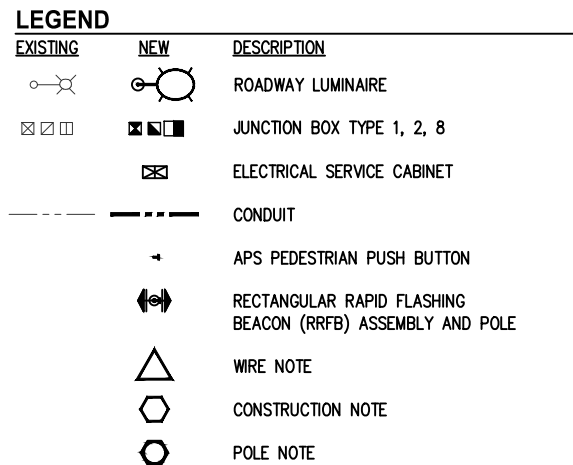 LEGEND
EXISTING NEW DESCRIPTION
ROADWAY LUMINAIRE
JUNCTION BOX TYPE 1, 2, 8
ELECTRICAL SERVICE CABINET
CONDUIT
APS PEDESTRIAN PUSH BUTTON
RECTANGULAR RAPID FLASHING
BEACON (RRFB) ASSEMBLY AND POLE
WIRE NOTE
CONSTRUCTION NOTE
POLE NOTE